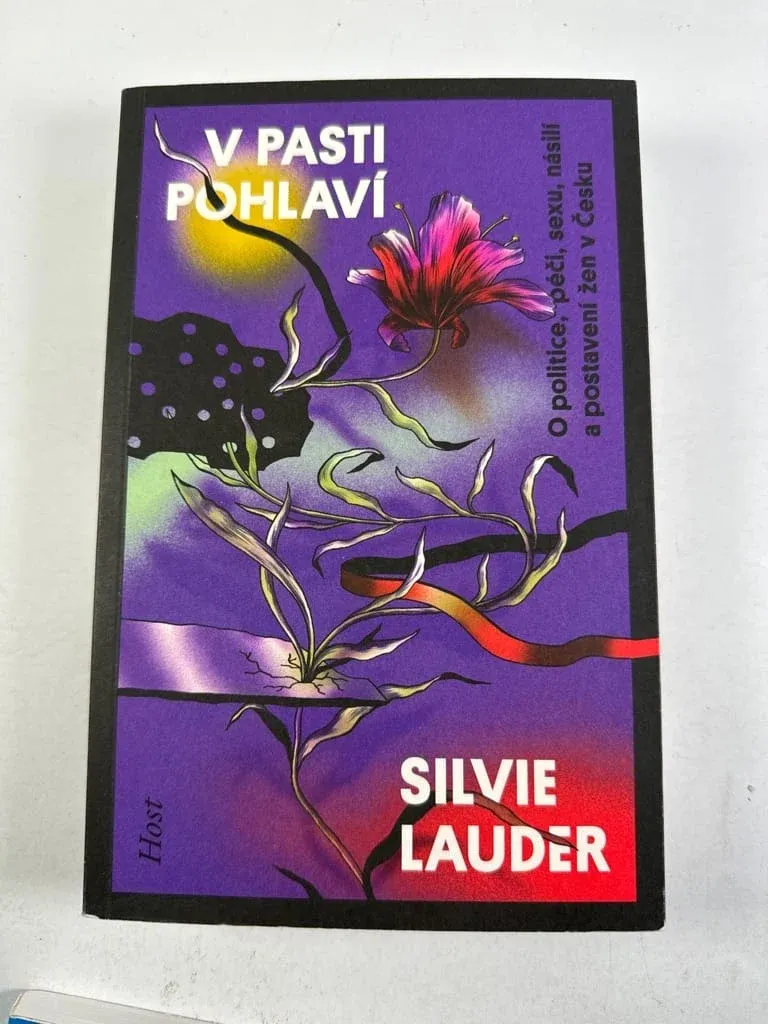 V PASTI
POHLAVÍ
O politice, péči, sexu, násilí
a postavení žen v Česku
SILVIE
LAUDER
Host